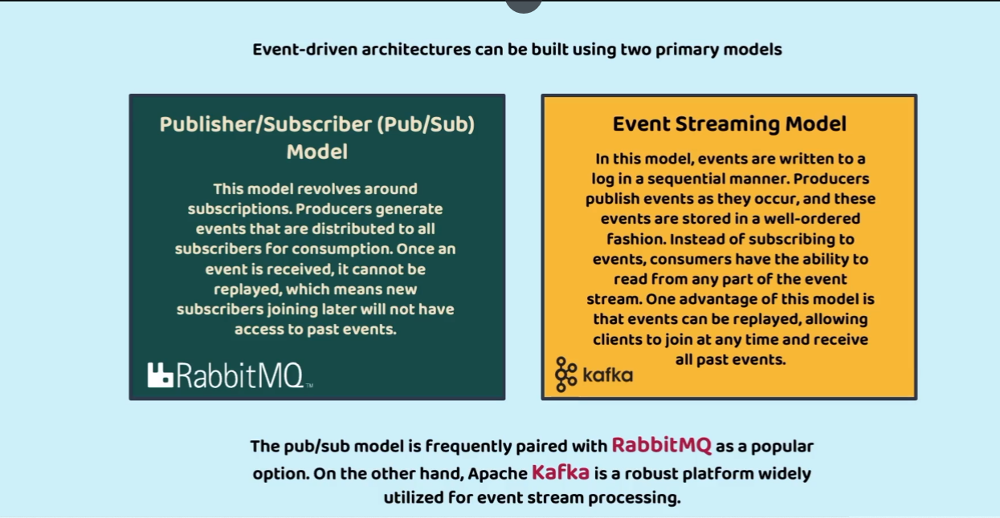 Event-driven architectures can be built using two primary models
Publisher/Subscriber (Pub/Sub)
Model
This model revolves around
subscriptions. Producers generate
events that are distributed to all
subscribers for consumption. Once an
event is received, it cannot be
replayed, which means new
subscribers joining later will not have
access to past events.
RabbitMQ™
Event Streaming Model
In this model, events are written to a
log in a sequential manner. Producers
publish events as they occur, and these
events are stored in a well-ordered
fashion. Instead of subscribing to
events, consumers have the ability to
read from any part of the event
stream. One advantage of this model is
that events can be replayed, allowing
clients to join at any time and receive
all past events.
kafka
The pub/sub model is frequently paired with RabbitMQ as a popular
option. On the other hand, Apache Kafka is a robust platform widely
utilized for event stream processing.